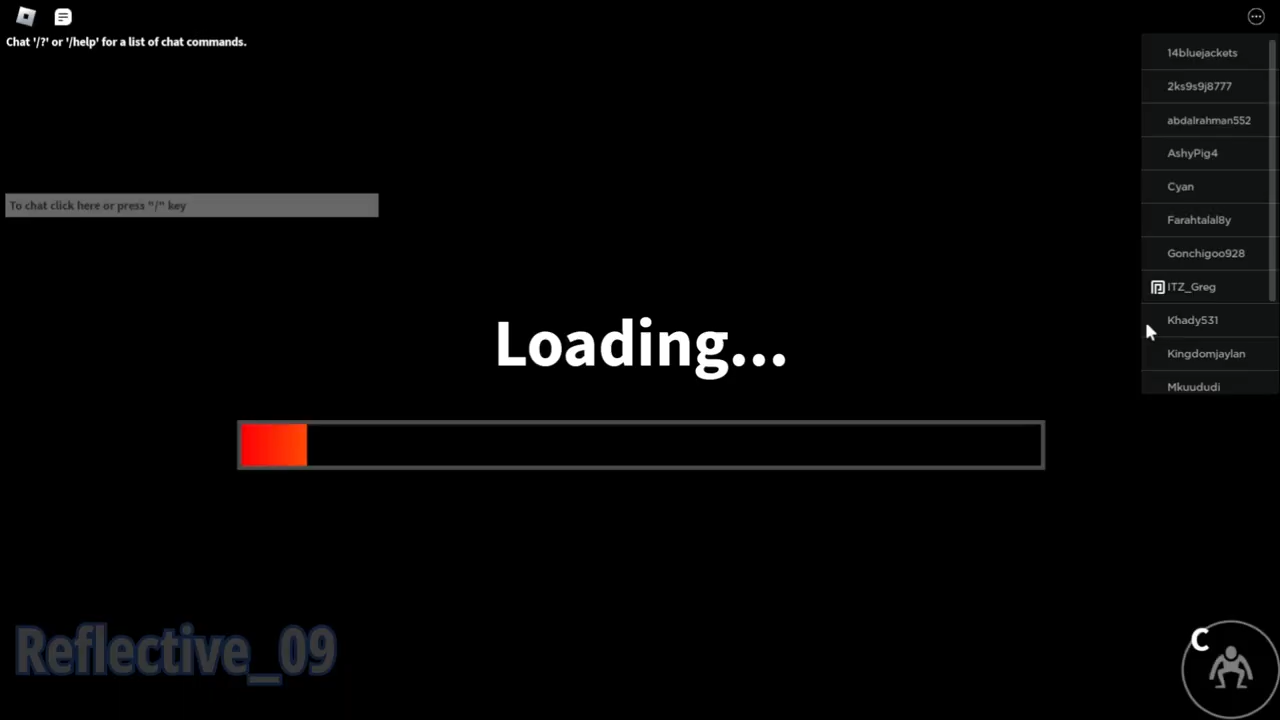 Chat '/?' or '/help' for a list of chat commands.
To chat click here or press "/" key
14bluejackets
2ks9s9j8777
abdalrahman552
AshyPig4
Cyan
Farahtalal8y
Gonchigoo928
ITZ_Greg
Khady531
Kingdomjaylan
Mkuududi
Loading...
Reflective_09
C